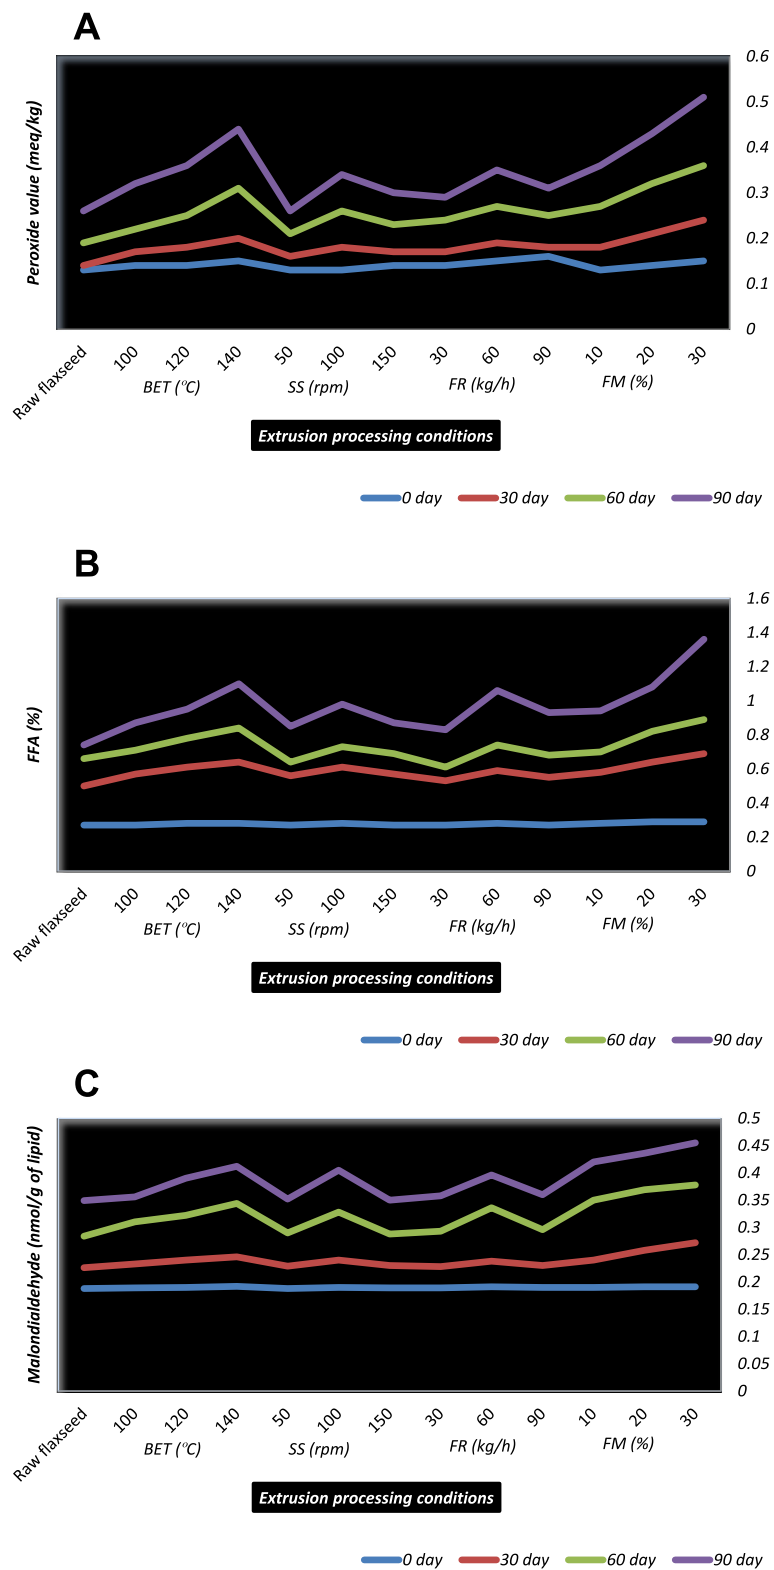 A
Peroxide value (meq/kg)
0.6
0.5
0.4
0.3
0.2
0.1
0
Raw flaxseed 100 120 140 50 100 150 30 60 90 10 20 30
BET (°C) SS (rpm) FR (kg/h) FM (%)
Extrusion processing conditions
0 day 30 day 60 day 90 day
B
FFA (%)
1.6
1.4
1.2
1
0.8
0.6
0.4
0.2
0
Raw flaxseed 100 120 140 50 100 150 30 60 90 10 20 30
BET (°C) SS (rpm) FR (kg/h) FM (%)
Extrusion processing conditions
0 day 30 day 60 day 90 day
C
Malondialdehyde (nmol/g of lipid)
0.5
0.45
0.4
0.35
0.3
0.25
0.2
0.15
0.1
0.05
0
Raw flaxseed 100 120 140 50 100 150 30 60 90 10 20 30
BET (°C) SS (rpm) FR (kg/h) FM (%)
Extrusion processing conditions
0 day 30 day 60 day 90 day